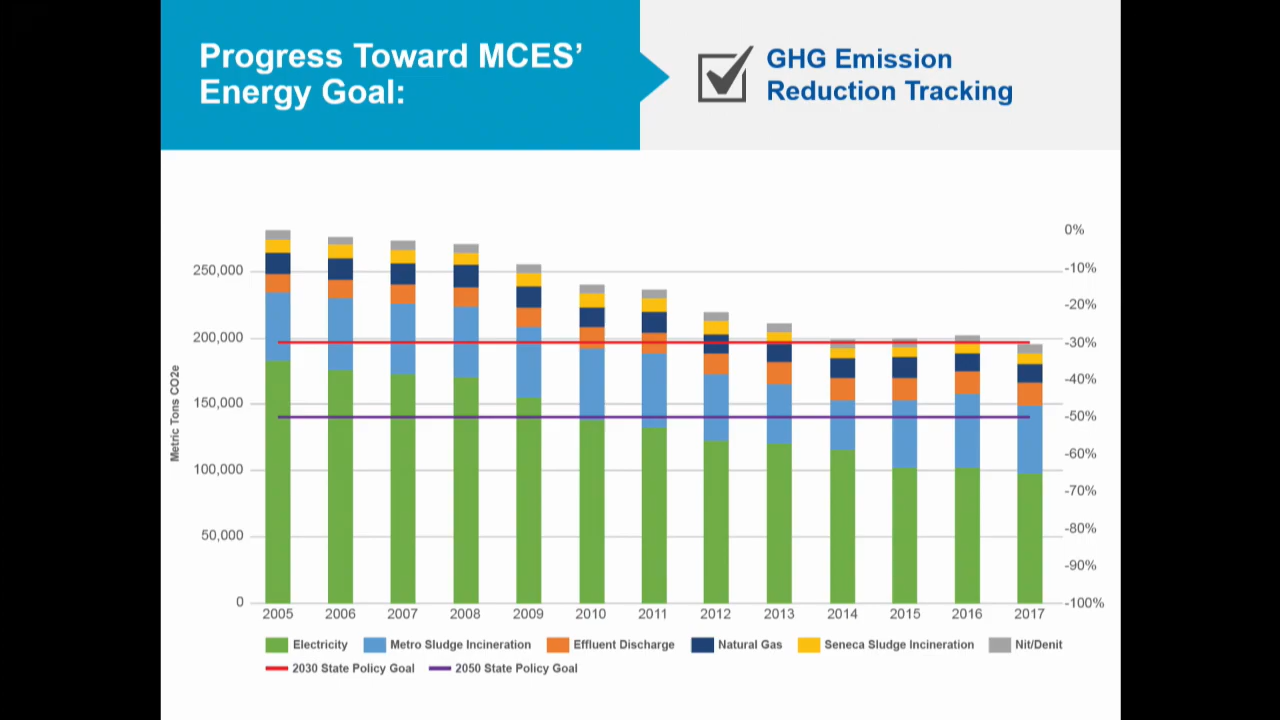 Progress Toward MCES’
Energy Goal:
GHG Emission
Reduction Tracking
0%
250,000
-10%
-20%
200,000
-30%
-40%
150,000
-50%
Metric Tons CO2e
-60%
100,000
-70%
50,000
-80%
-90%
0
-100%
2005 2006 2007 2008 2009 2010 2011 2012 2013 2014 2015 2016 2017
Electricity Metro Sludge Incineration Effluent Discharge Natural Gas Seneca Sludge Incineration Nit/Denit
2030 State Policy Goal 2050 State Policy Goal